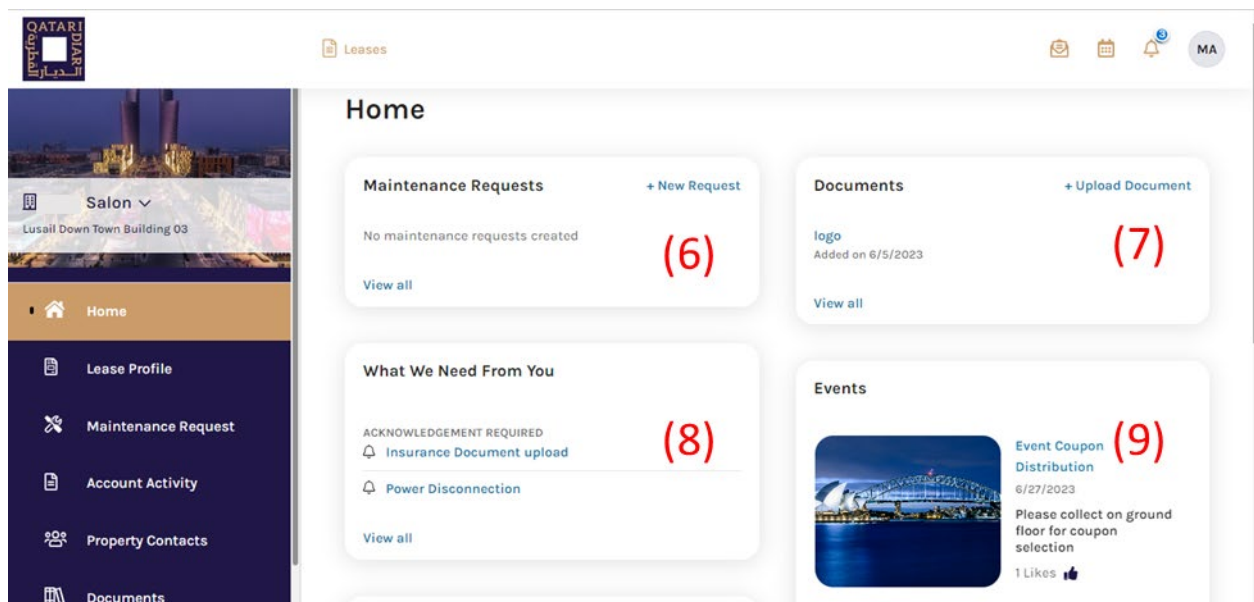 QATARI
DIAR
الديار القطرية
Leases
3
MA
Home
Salon
Lusail Down Town Building 03
Home
Lease Profile
Maintenance Request
Account Activity
Property Contacts
Documents
Maintenance Requests
+ New Request
No maintenance requests created
(6)
View all
Documents
+ Upload Document
logo
Added on 6/5/2023
(7)
View all
What We Need From You
ACKNOWLEDGEMENT REQUIRED
Insurance Document upload
(8)
Power Disconnection
View all
Events
Event Coupon
Distribution
(9)
6/27/2023
Please collect on ground
floor for coupon
selection
1 Likes